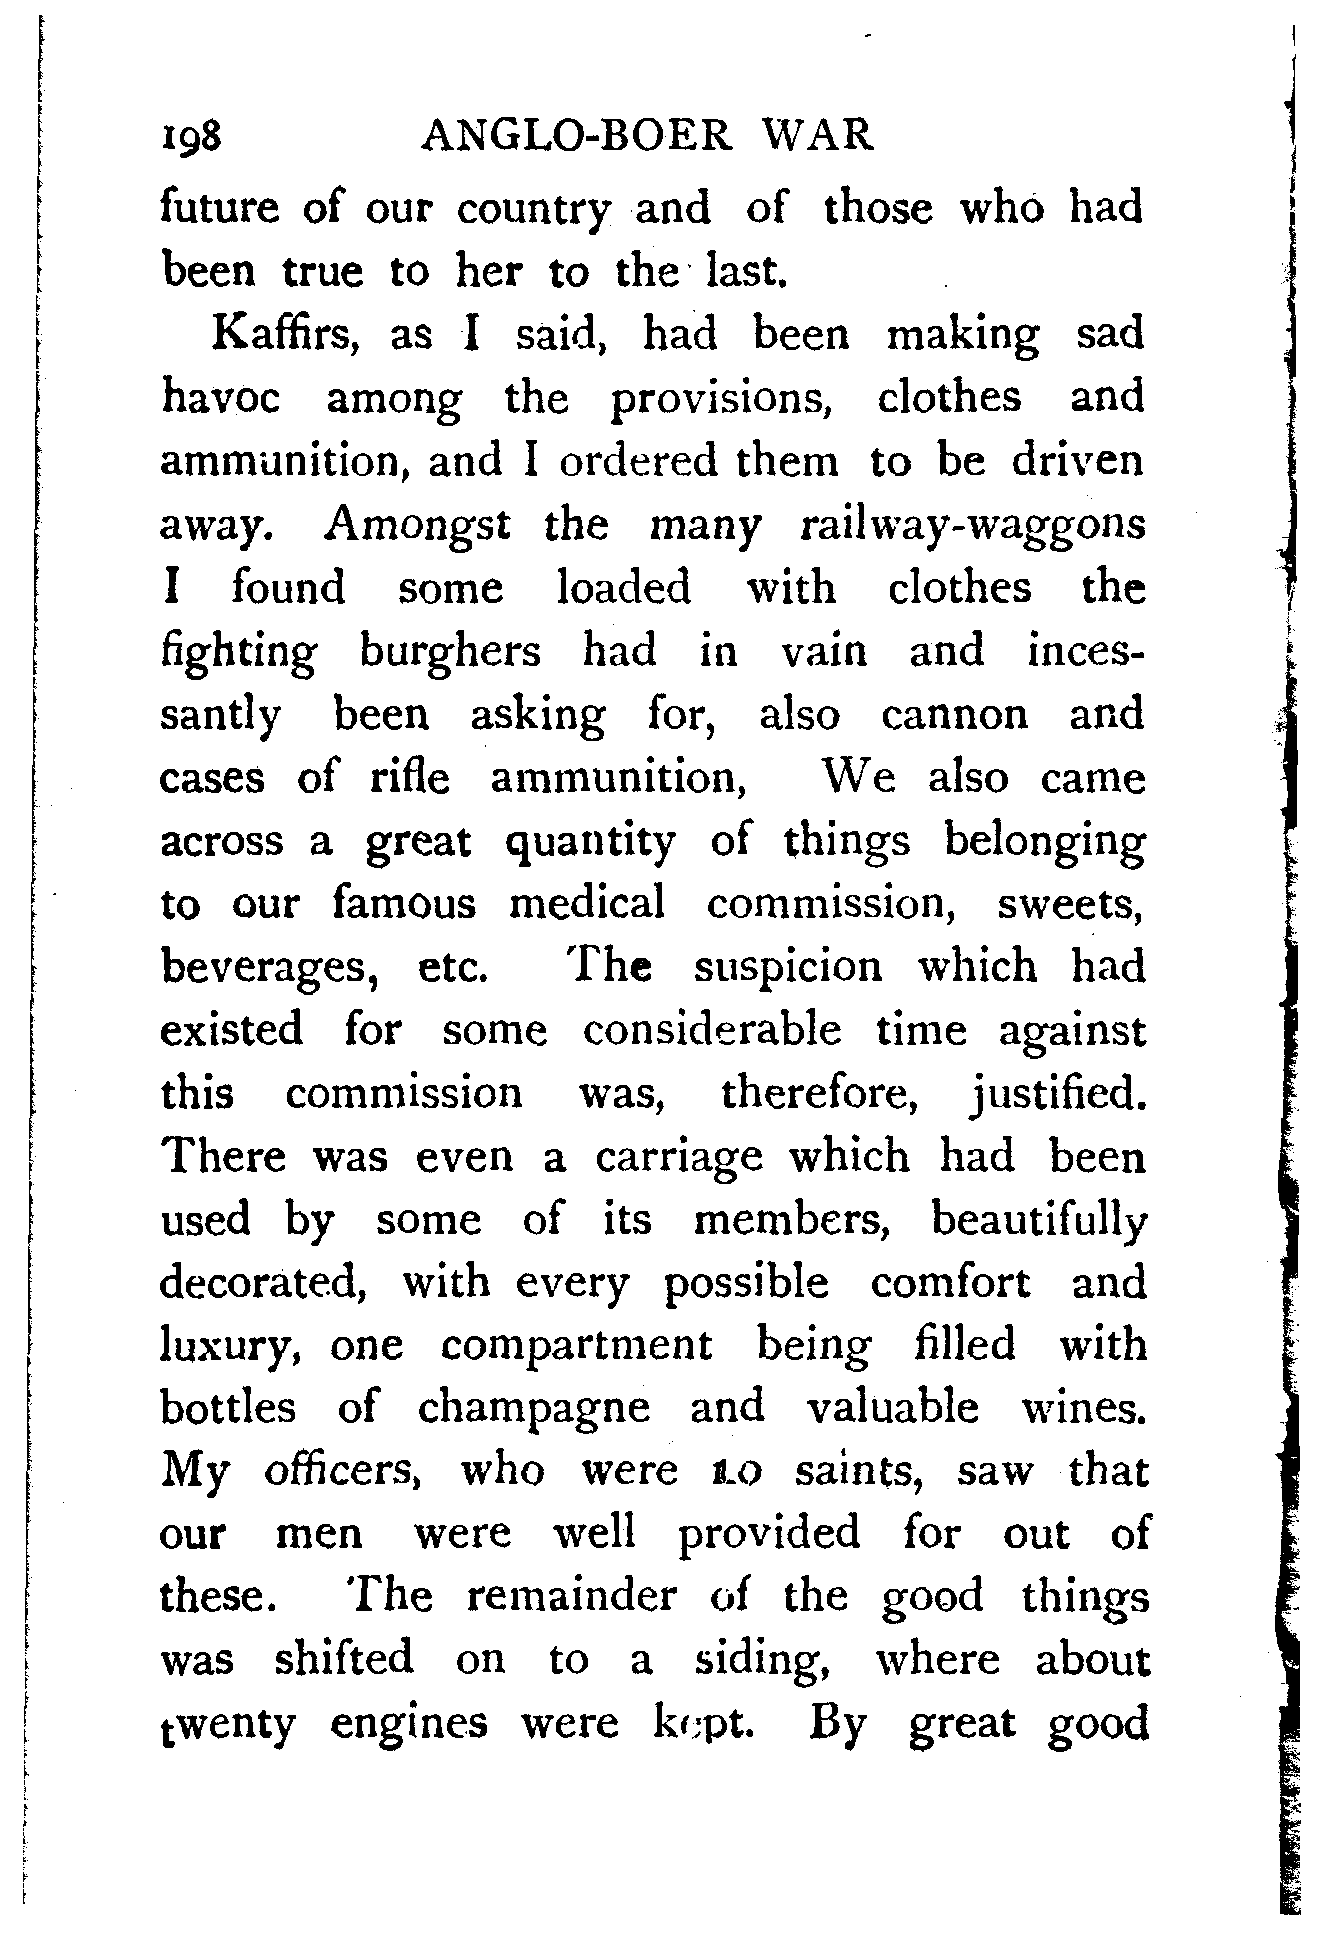 198 ANGLO-BOER WAR
future of our country and of those who had
been true to her to the last.
Kaffirs, as I said, had been making sad
havoc among the provisions, clothes and
ammunition, and I ordered them to be driven
away. Amongst the many railway-waggons
I found some loaded with clothes the
fighting burghers had in vain and inces-
santly been asking for, also cannon and
cases of rifle ammunition, We also came
across a great quantity of things belonging
to our famous medical commission, sweets,
beverages, etc. The suspicion which had
existed for some considerable time against
this commission was, therefore, justified.
There was even a carriage which had been
used by some of its members, beautifully
decorated, with every possible comfort and
luxury, one compartment being filled with
bottles of champagne and valuable wines.
My officers, who were no saints, saw that
our men were well provided for out of
these. The remainder of the good things
was shifted on to a siding, where about
twenty engines were kept. By great good